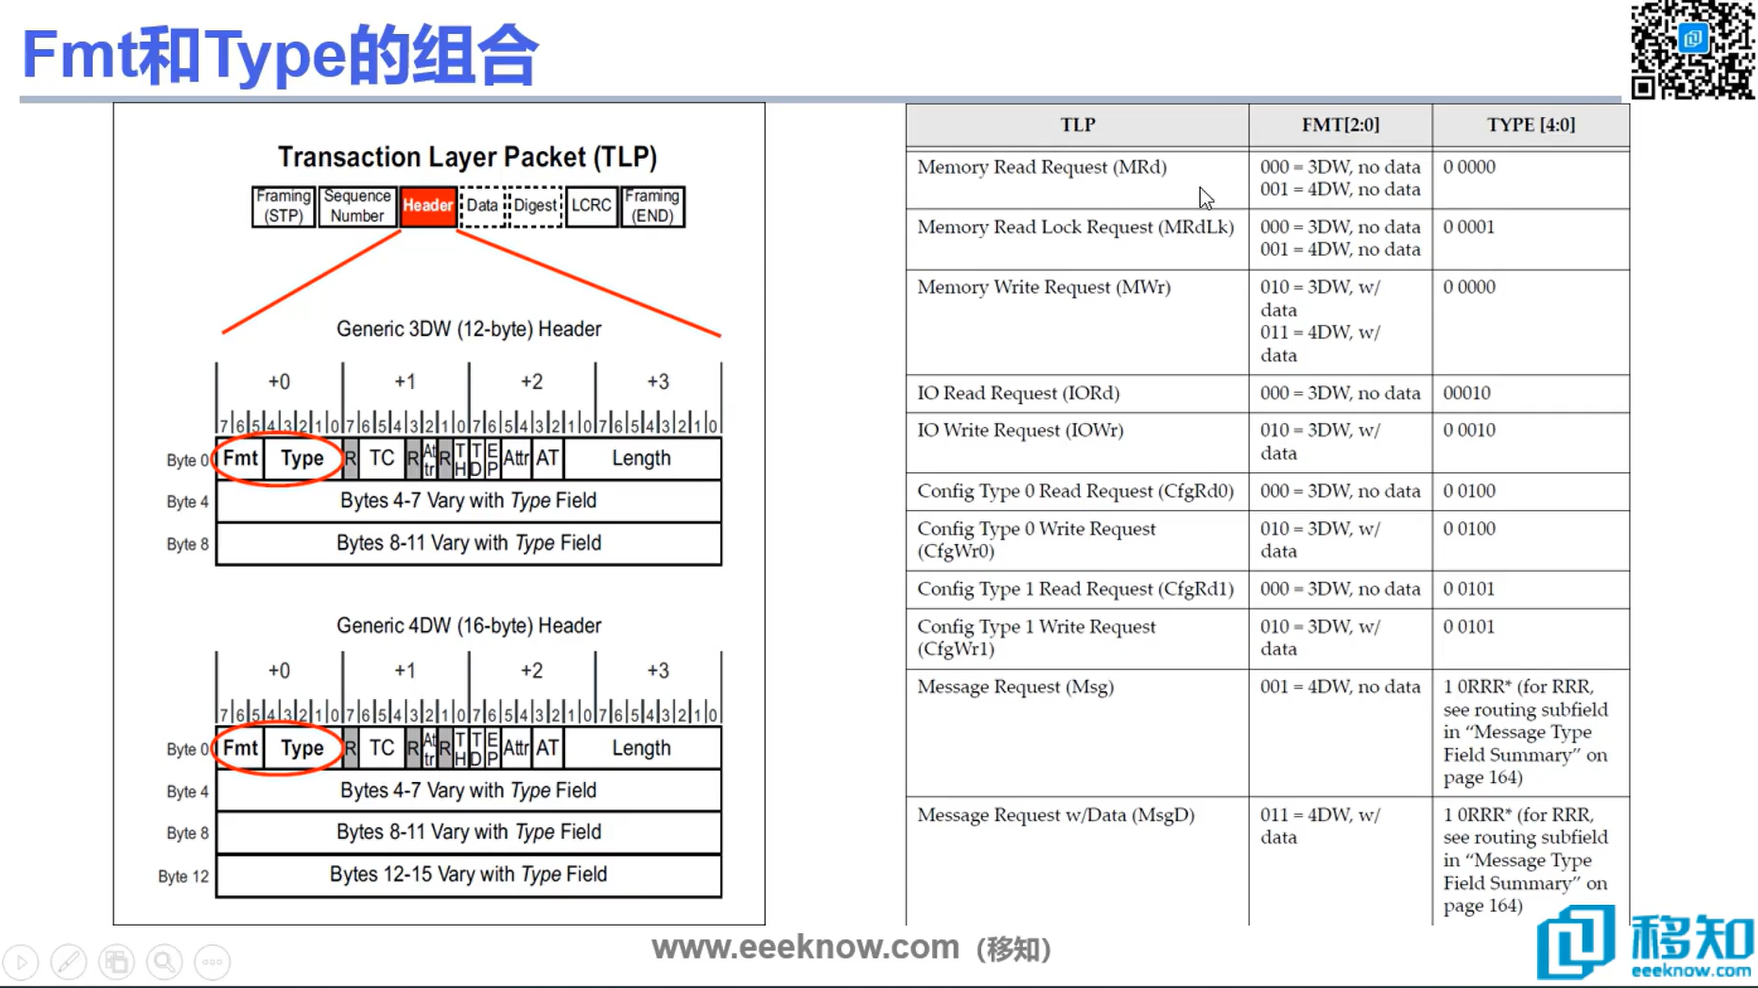 Fmt和Type的组合
Transaction Layer Packet (TLP)
Framing (STP)
Sequence Number
Header
Data
Digest
LCRC
Framing (END)
Generic 3DW (12-byte) Header
+0 +1 +2 +3
7 6 5 4 3 2 1 0 7 6 5 4 3 2 1 0 7 6 5 4 3 2 1 0 7 6 5 4 3 2 1 0
Byte 0 Fmt Type R TC R Attr R TH TD EP Attr AT Length
Byte 4 Bytes 4-7 Vary with Type Field
Byte 8 Bytes 8-11 Vary with Type Field
Generic 4DW (16-byte) Header
+0 +1 +2 +3
7 6 5 4 3 2 1 0 7 6 5 4 3 2 1 0 7 6 5 4 3 2 1 0 7 6 5 4 3 2 1 0
Byte 0 Fmt Type R TC R Attr R TH TD EP Attr AT Length
Byte 4 Bytes 4-7 Vary with Type Field
Byte 8 Bytes 8-11 Vary with Type Field
Byte 12 Bytes 12-15 Vary with Type Field
TLP FMT[2:0] TYPE [4:0]
Memory Read Request (MRd) 000 = 3DW, no data 0 0000
001 = 4DW, no data
Memory Read Lock Request (MRdLk) 000 = 3DW, no data 0 0001
001 = 4DW, no data
Memory Write Request (MWr) 010 = 3DW, w/ 0 0000
data
011 = 4DW, w/
data
IO Read Request (IORd) 000 = 3DW, no data 00010
IO Write Request (IOWr) 010 = 3DW, w/ 0 0010
data
Config Type 0 Read Request (CfgRd0) 000 = 3DW, no data 0 0100
Config Type 0 Write Request 010 = 3DW, w/ 0 0100
(CfgWr0) data
Config Type 1 Read Request (CfgRd1) 000 = 3DW, no data 0 0101
Config Type 1 Write Request 010 = 3DW, w/ 0 0101
(CfgWr1) data
Message Request (Msg) 001 = 4DW, no data 1 0RRR* (for RRR,
see routing subfield
in “Message Type
Field Summary” on
page 164)
Message Request w/Data (MsgD) 011 = 4DW, w/ 1 0RRR* (for RRR,
data see routing subfield
in “Message Type
Field Summary” on
page 164)
www.eeeknow.com（移知）
移知
eeeknow.com